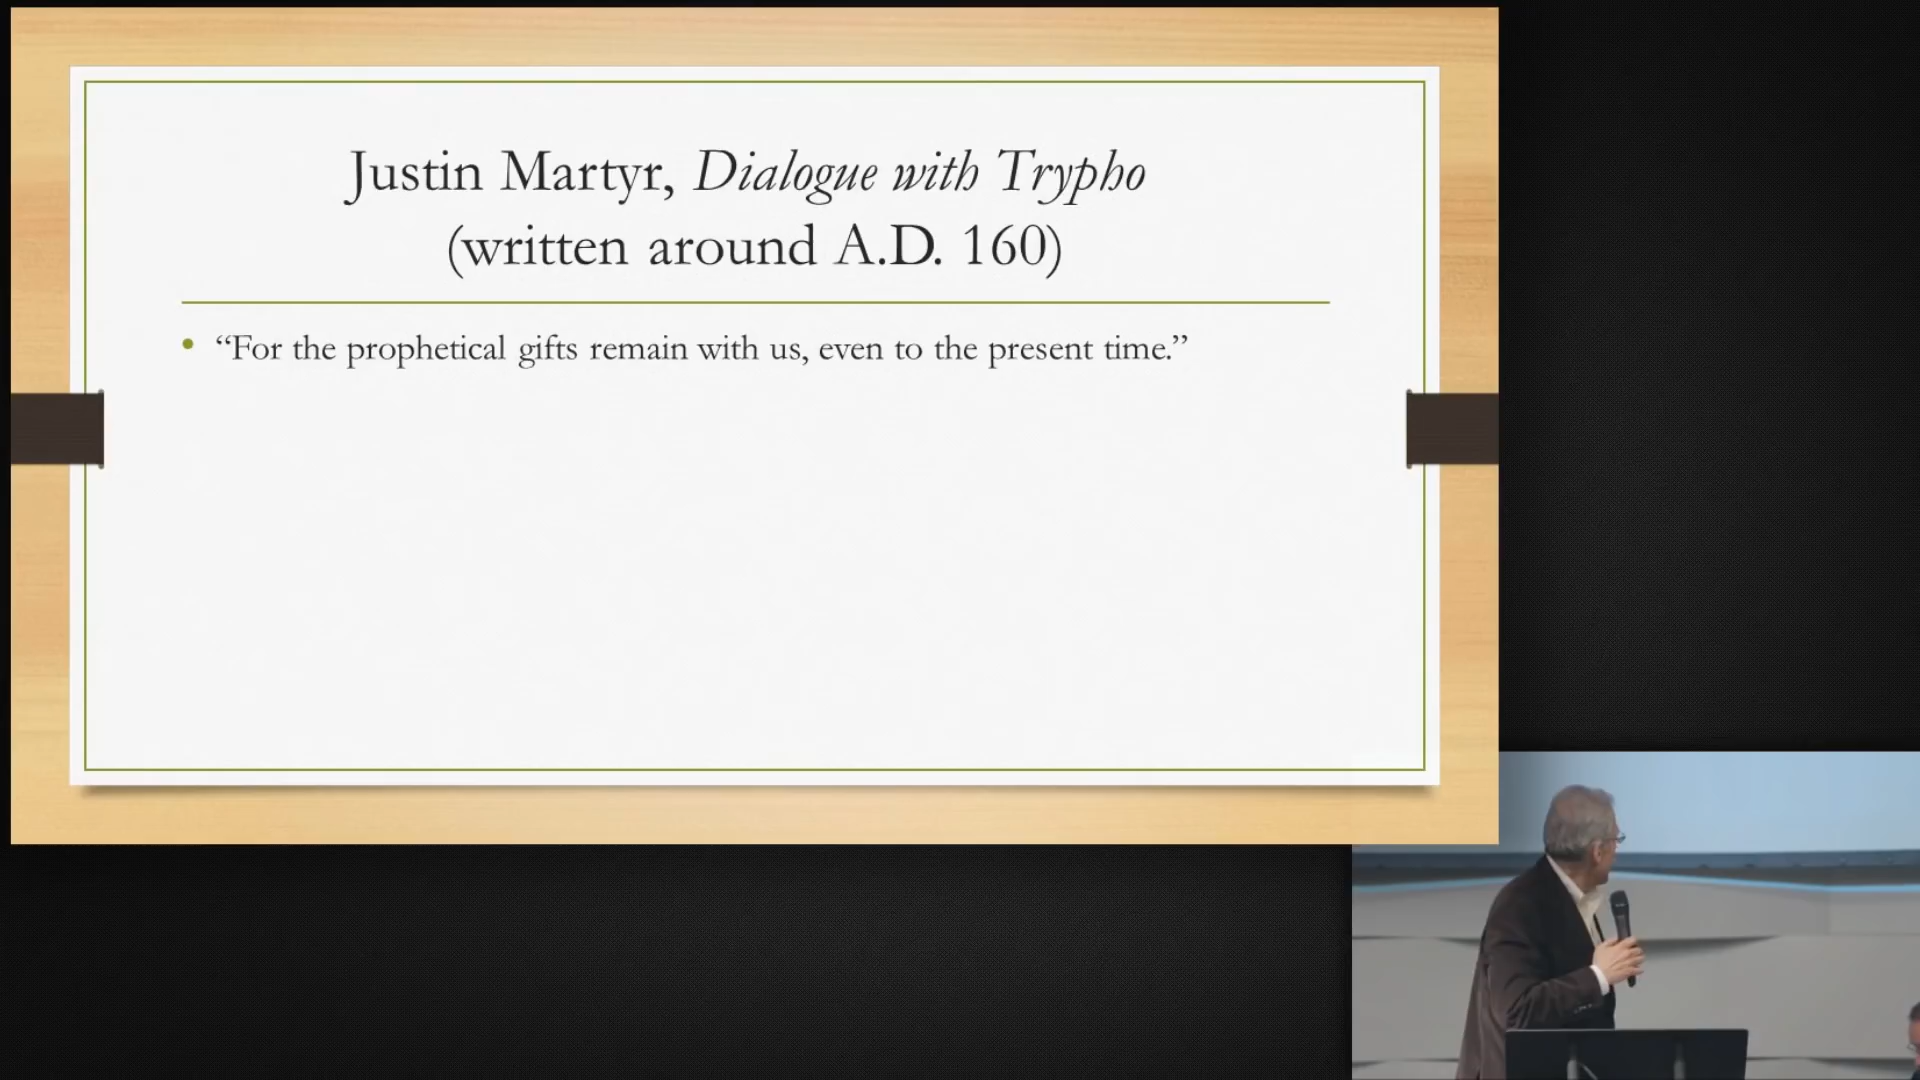 Justin Martyr, Dialogue with Trypho
(written around A.D. 160)
• “For the prophetical gifts remain with us, even to the present time.”